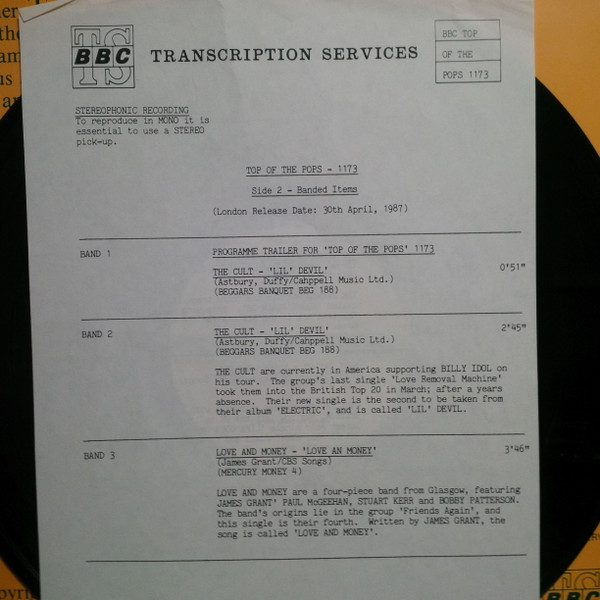 BBC
TS
TRANSCRIPTION SERVICES
BBC TOP
OF THE
POPS 1173
STEREOPHONIC RECORDING
To reproduce in MONO it is
essential to use a STEREO
pick-up.
TOP OF THE POPS - 1173
Side 2 - Banded Items
(London Release Date: 30th April, 1987)
BAND 1 PROGRAMME TRAILER FOR 'TOP OF THE POPS' 1173
THE CULT - 'LIL' DEVIL' 0'51"
(Astbury, Duffy/Cahppell Music Ltd.)
(BEGGARS BANQUET BEG 188)
BAND 2 THE CULT - 'LIL' DEVIL' 2'45"
(Astbury, Duffy/Cahppell Music Ltd.)
(BEGGARS BANQUET BEG 188)
THE CULT are currently in America supporting BILLY IDOL on
his tour. The group's last single 'Love Removal Machine'
took them into the British Top 20 in March; after a years
absence. Their new single is the second to be taken from
their album 'ELECTRIC', and is called 'LIL' DEVIL.
BAND 3 LOVE AND MONEY - 'LOVE AN MONEY' 3'46"
(James Grant/CBS Songs)
(MERCURY MONEY 4)
LOVE AND MONEY are a four-piece band from Glasgow, featuring
JAMES GRANT' PAUL McGEEHAN, STUART KERR and BOBBY PATTERSON.
The band's origins lie in the group 'Friends Again', and
this single is their fourth. Written by JAMES GRANT, the
song is called 'LOVE AND MONEY'.
BBC